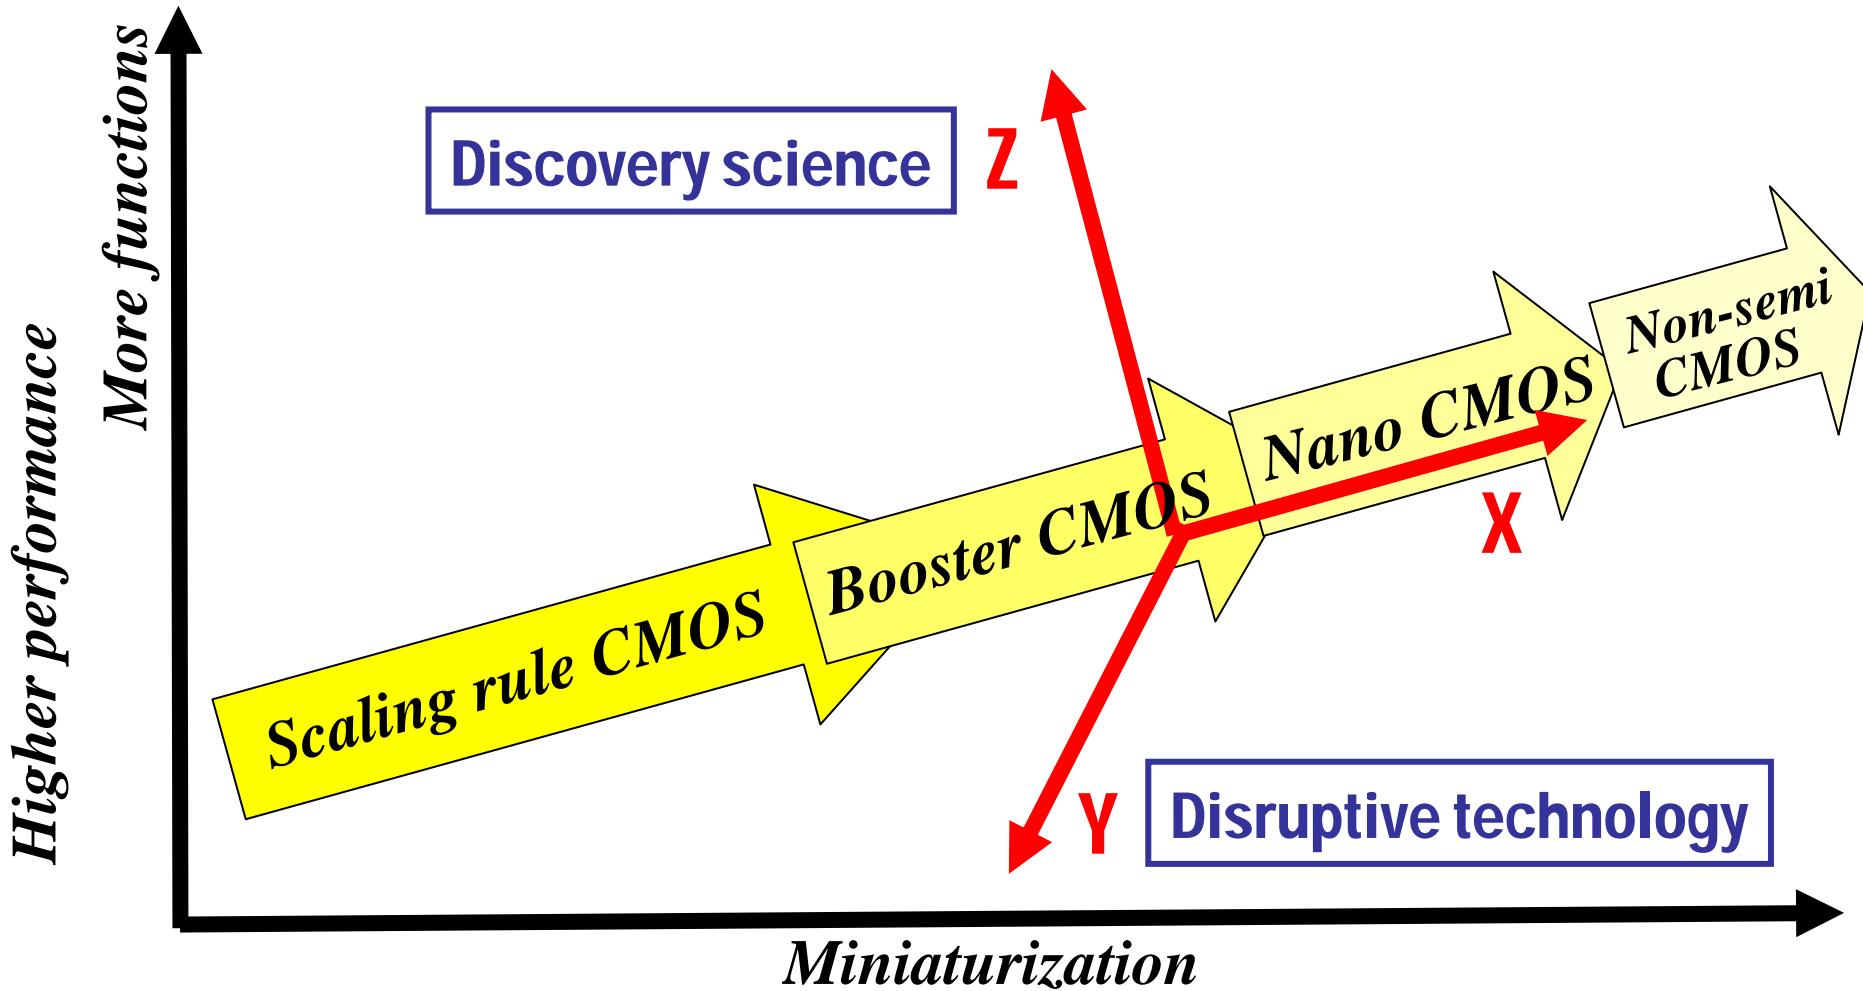 More functions
Higher performance
Discovery science
Z
Non-semi
CMOS
Nano CMOS
X
Booster CMOS
Scaling rule CMOS
Y
Disruptive technology
Miniaturization